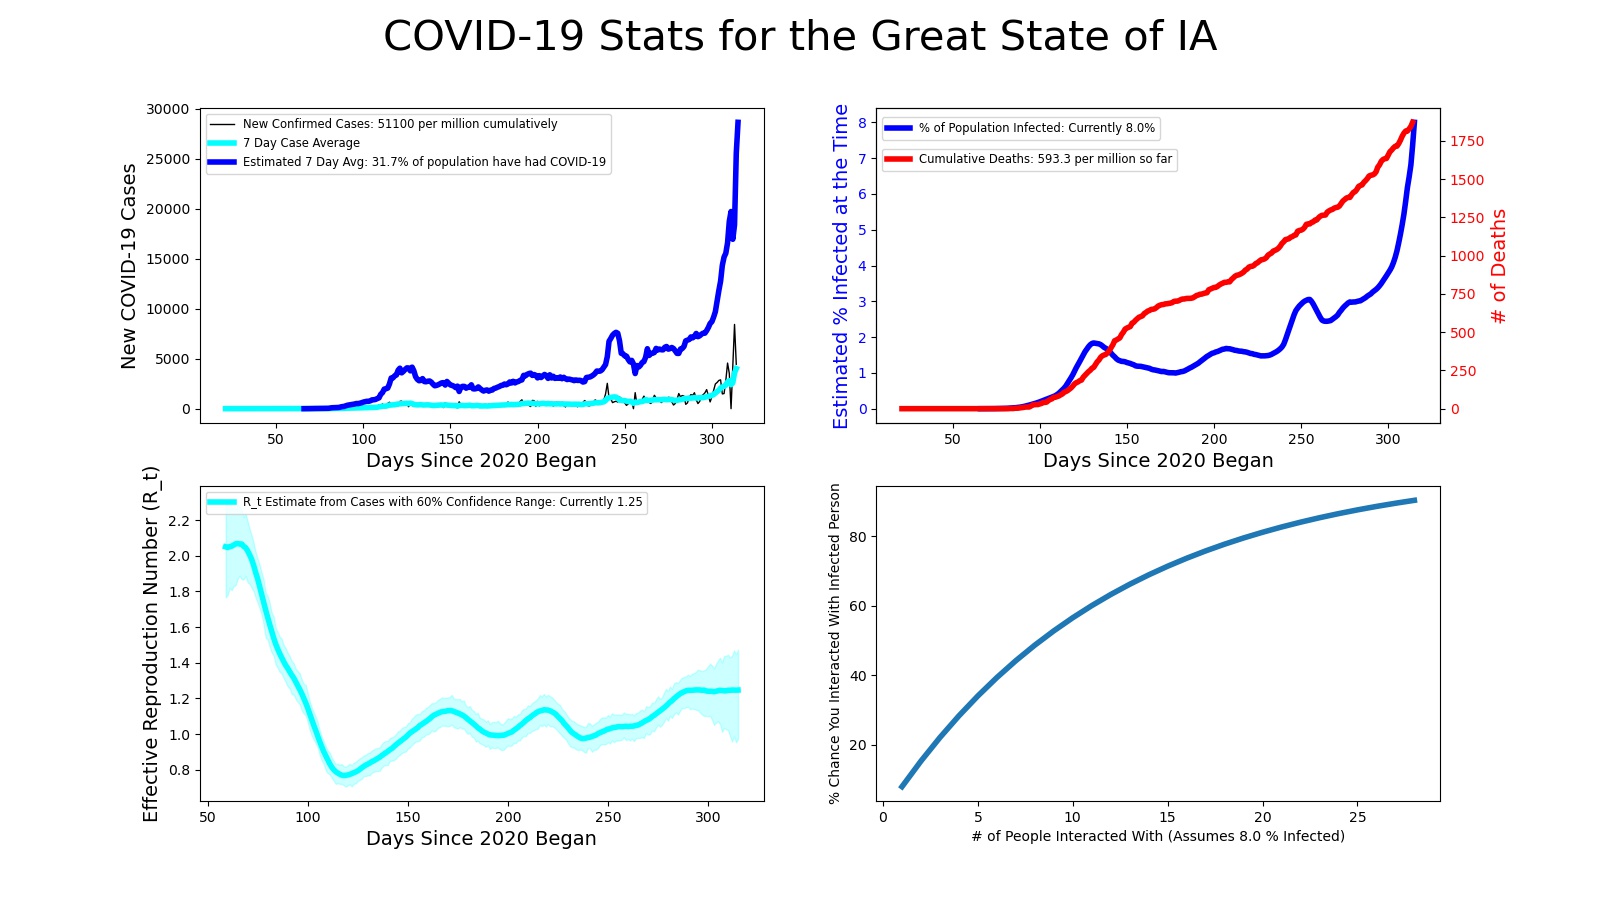 COVID-19 Stats for the Great State of IA
New COVID-19 Cases
30000
25000
20000
15000
10000
5000
0
New Confirmed Cases: 51100 per million cumulatively
7 Day Case Average
Estimated 7 Day Avg: 31.7% of population have had COVID-19
50 100 150 200 250 300
Days Since 2020 Began
Estimated % Infected at the Time
8
7
6
5
4
3
2
1
0
% of Population Infected: Currently 8.0%
Cumulative Deaths: 593.3 per million so far
1750
1500
1250
1000
750
500
250
0
# of Deaths
50 100 150 200 250 300
Days Since 2020 Began
Effective Reproduction Number (R_t)
2.2
2.0
1.8
1.6
1.4
1.2
1.0
0.8
R_t Estimate from Cases with 60% Confidence Range: Currently 1.25
50 100 150 200 250 300
Days Since 2020 Began
% Chance You Interacted With Infected Person
80
60
40
20
0 5 10 15 20 25
# of People Interacted With (Assumes 8.0 % Infected)